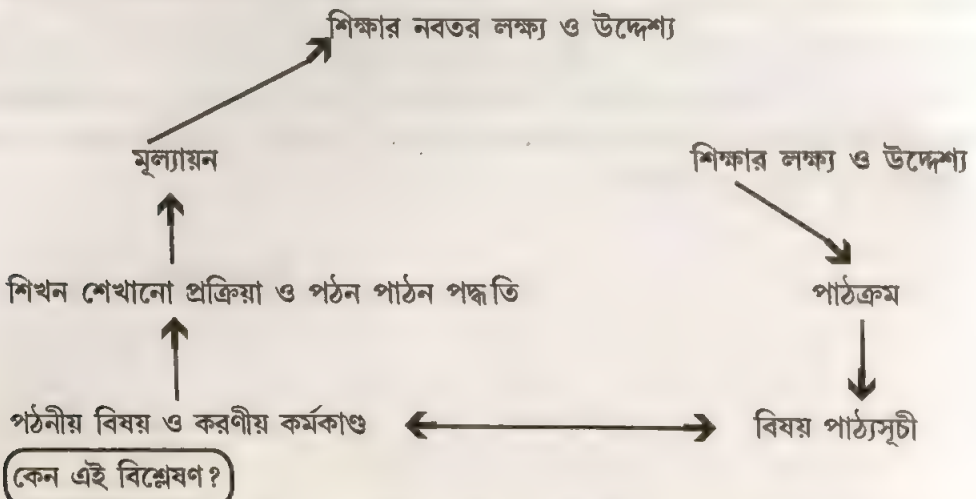 শিক্ষার নবতর লক্ষ্য ও উদ্দেশ্য
মূল্যায়ন
শিক্ষার লক্ষ্য ও উদ্দেশ্য
শিখন শেখানো প্রক্রিয়া ও পঠন পাঠন পদ্ধতি
পাঠক্রম
পঠনীয় বিষয় ও করণীয় কর্মকাণ্ড
বিষয় পাঠ্যসূচী
কেন এই বিশ্লেষণ?